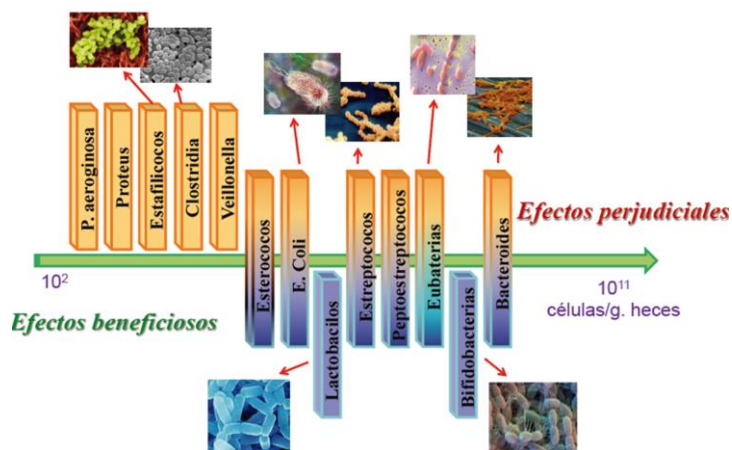 P. aeroginosa
Proteus
Estafilicocos
Clostridia
Veillonella
Esterococos
E. Coli
Lactobacilos
Estreptococos
Peptoestreptococos
Eubaterias
Bifidobacterias
Bacteroides
Efectos perjudiciales
10²
10¹¹
células/g. heces
Efectos beneficiosos